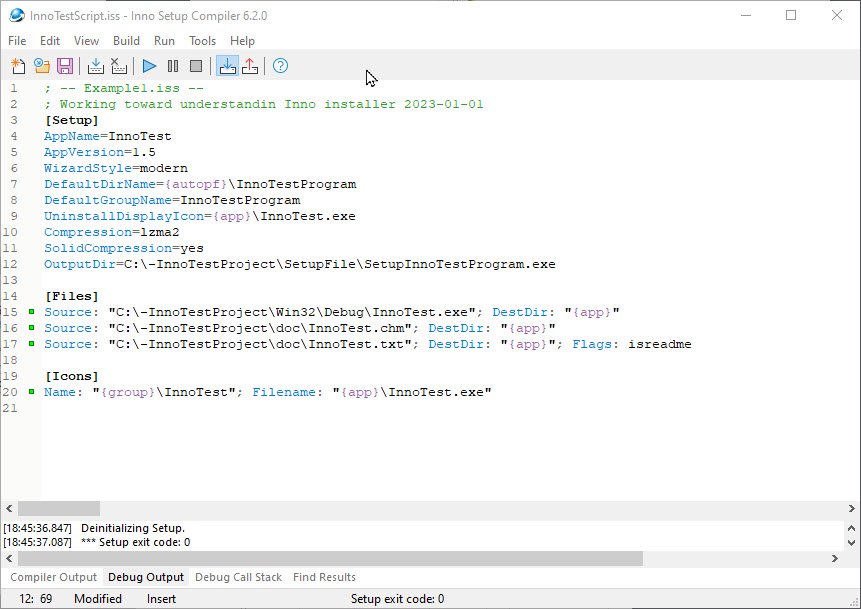 InnoTestScript.iss - Inno Setup Compiler 6.2.0
File Edit View Build Run Tools Help
1 ; -- Example1.iss --
2 ; Working toward understandin Inno installer 2023-01-01
3 [Setup]
4 AppName=InnoTest
5 AppVersion=1.5
6 WizardStyle=modern
7 DefaultDirName={autopf}\InnoTestProgram
8 DefaultGroupName=InnoTestProgram
9 UninstallDisplayIcon={app}\InnoTest.exe
10 Compression=lzma2
11 SolidCompression=yes
12 OutputDir=C:\-InnoTestProject\SetupFile\SetupInnoTestProgram.exe
13
14 [Files]
15 Source: "C:\-InnoTestProject\Win32\Debug\InnoTest.exe"; DestDir: "{app}"
16 Source: "C:\-InnoTestProject\doc\InnoTest.chm"; DestDir: "{app}"
17 Source: "C:\-InnoTestProject\doc\InnoTest.txt"; DestDir: "{app}"; Flags: isreadme
18
19 [Icons]
20 Name: "{group}\InnoTest"; Filename: "{app}\InnoTest.exe"
21
[18:45:36.847] Deinitializing Setup.
[18:45:37.087] *** Setup exit code: 0
Compiler Output Debug Output Debug Call Stack Find Results
12: 69 Modified Insert Setup exit code: 0